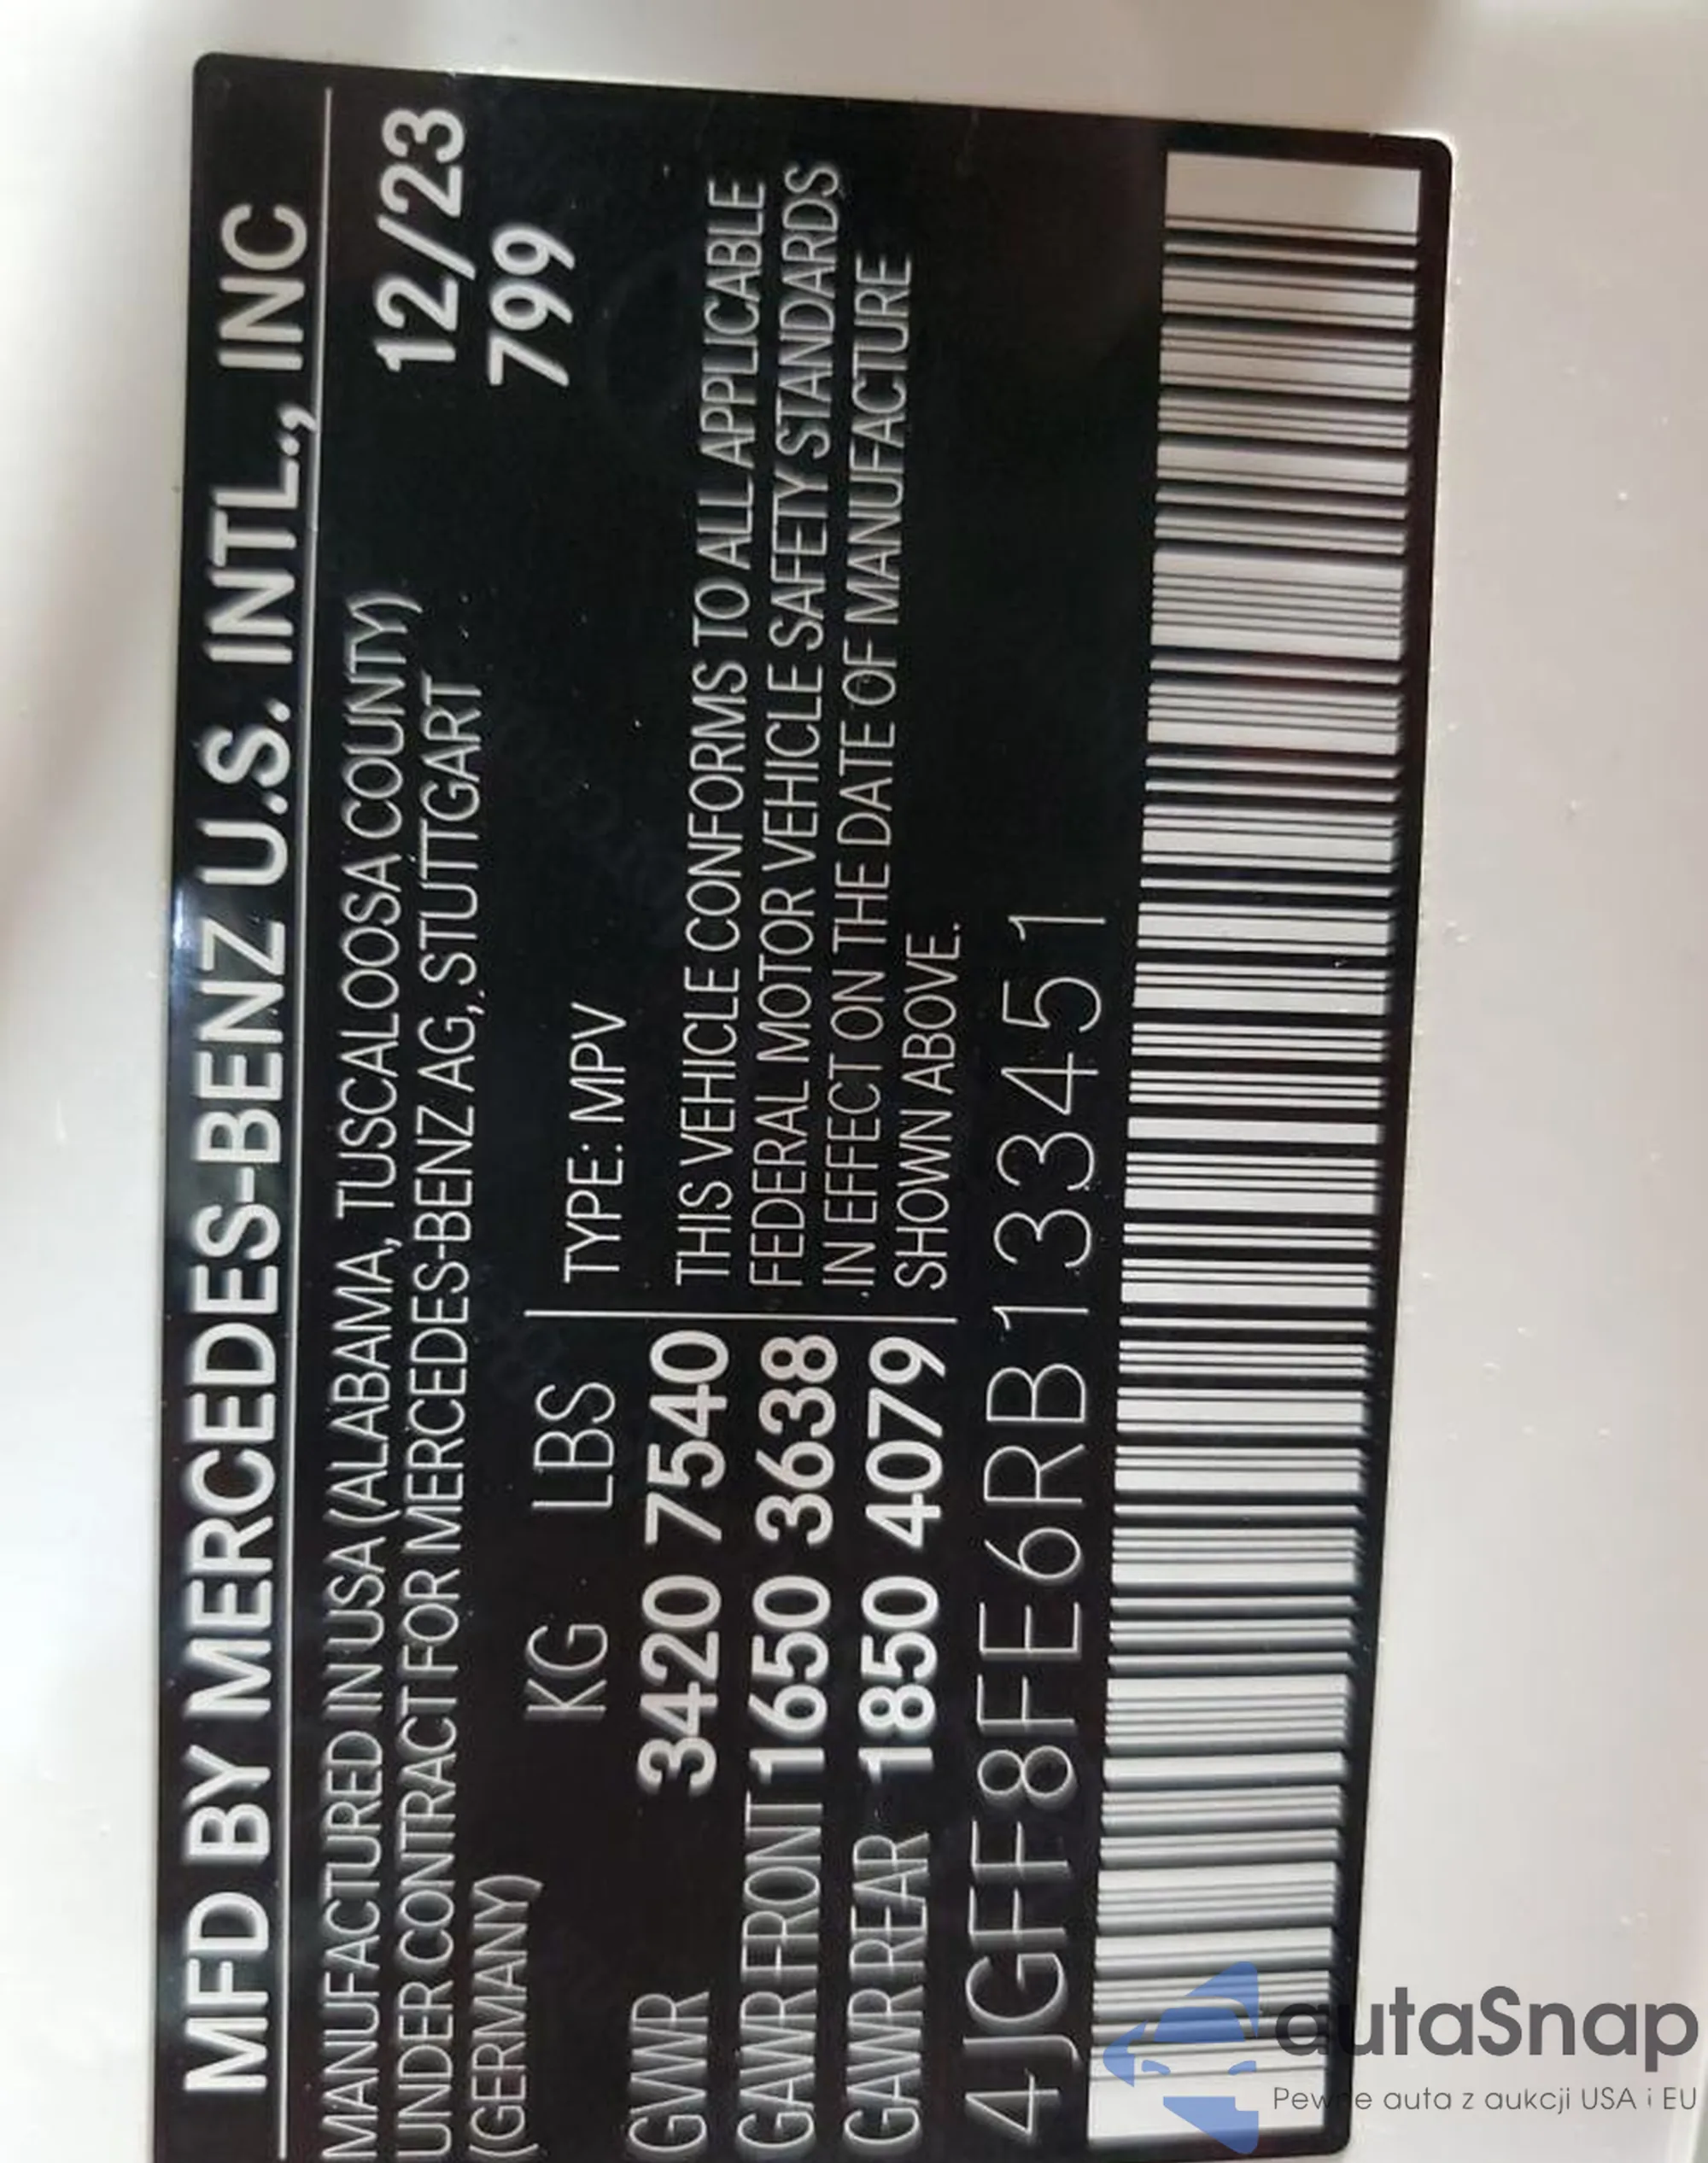 MFD BY MERCEDES-BENZ U.S. INTL., INC
MANUFACTURED IN USA (ALABAMA, TUSCALOOSA COUNTY) 12/23
UNDER CONTRACT FOR MERCEDES-BENZ AG, STUTTGART
(GERMANY) 799
KG LBS TYPE: MPV
GVWR 3420 7540 THIS VEHICLE CONFORMS TO ALL APPLICABLE
GAWR FRONT 1650 3638 FEDERAL MOTOR VEHICLE SAFETY STANDARDS
GAWR REAR 1850 4079 IN EFFECT ON THE DATE OF MANUFACTURE
SHOWN ABOVE.
4JGFF8FE6RB133451
autaSnap
Pewne auta z aukcji USA i EU